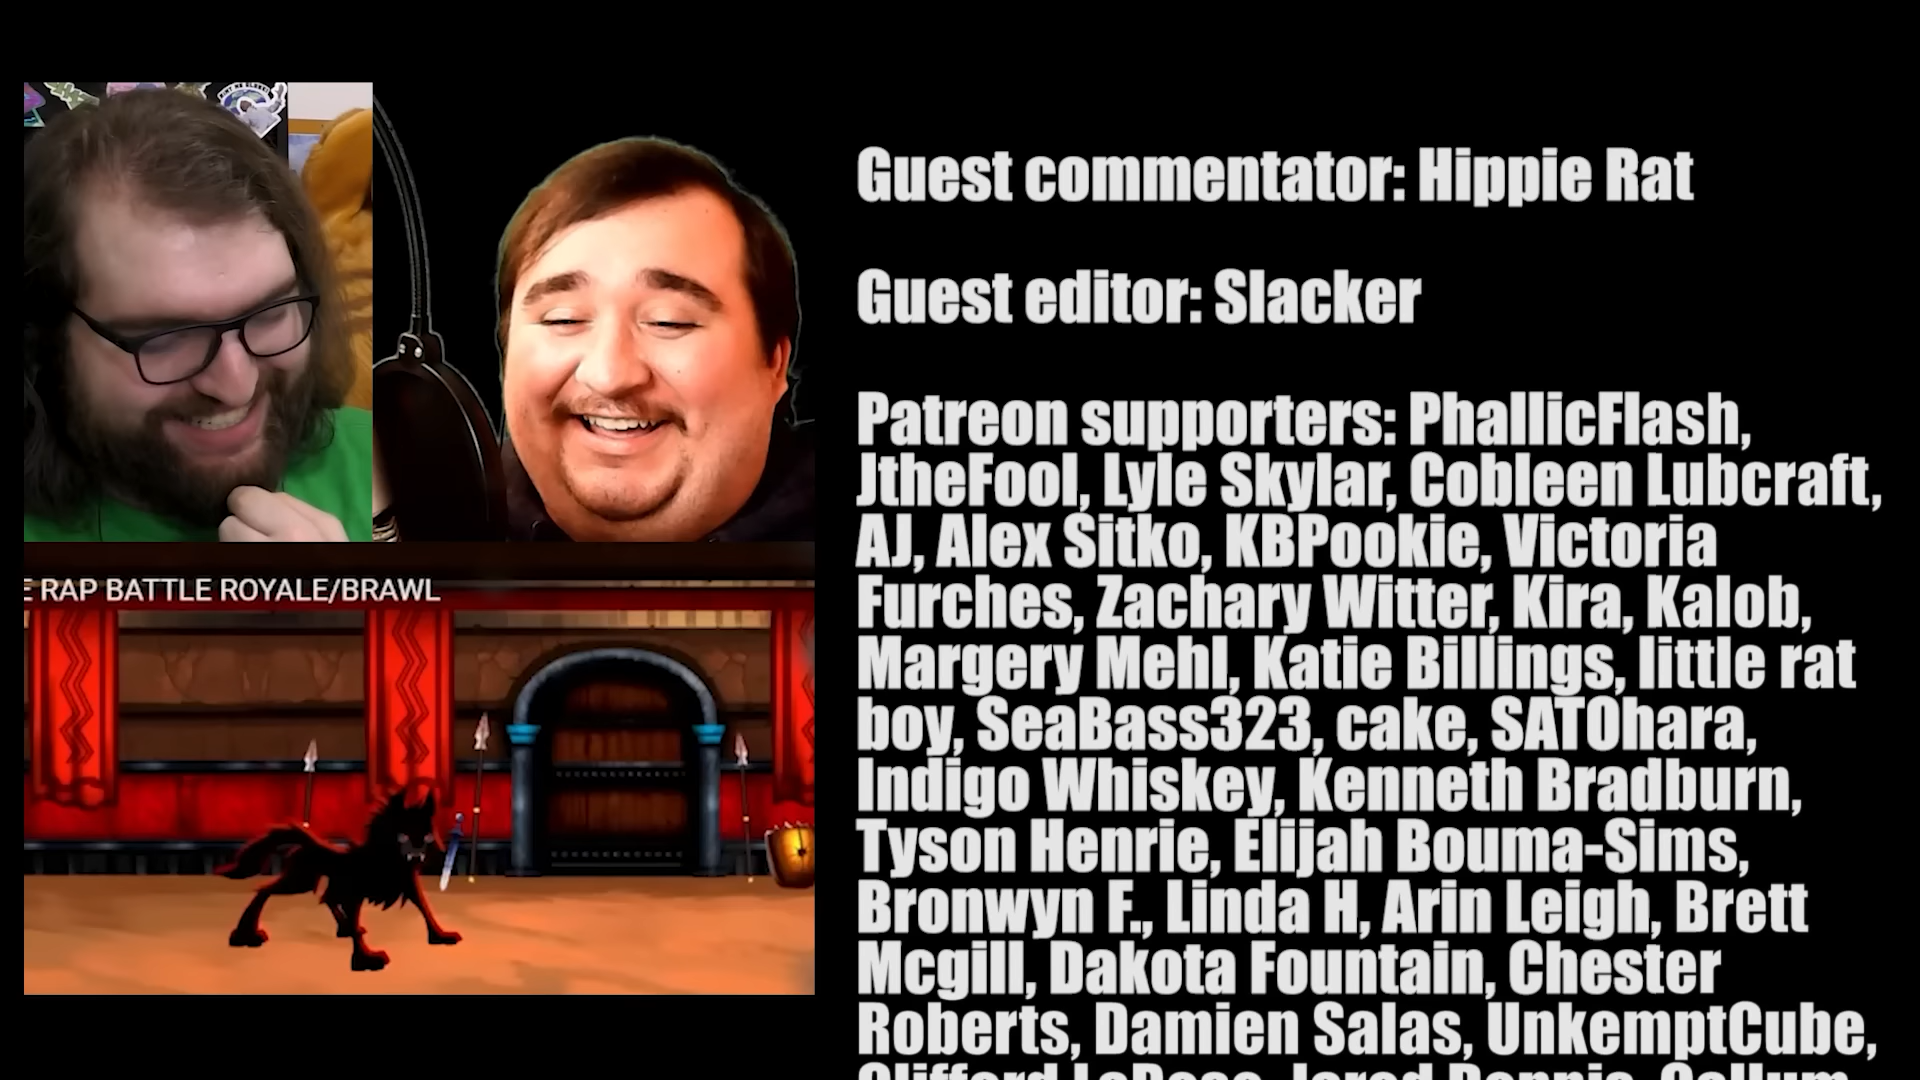 Guest commentator: Hippie Rat
Guest editor: Slacker
Patreon supporters: PhallicFlash,
JtheFool, Lyle Skylar, Cobleen Lubcraft,
AJ, Alex Sitko, KBPookie, Victoria
Furches, Zachary Witter, Kira, Kalob,
Margery Mehl, Katie Billings, little rat
boy, SeaBass323, cake, SATOhara,
Indigo Whiskey, Kenneth Bradburn,
Tyson Henrie, Elijah Bouma-Sims,
Bronwyn F., Linda H, Arin Leigh, Brett
Mcgill, Dakota Fountain, Chester
Roberts, Damien Salas, UnkemptCube,
E RAP BATTLE ROYALE/BRAWL